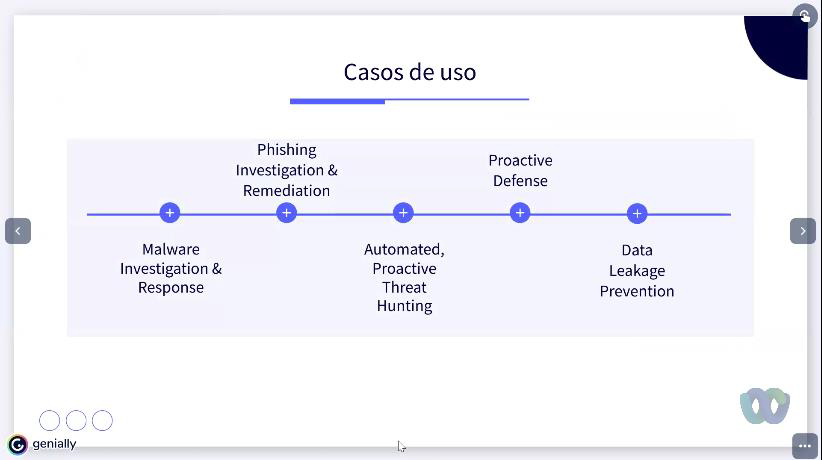 Casos de uso
Phishing
Investigation &
Remediation
Proactive
Defense
Malware
Investigation &
Response
Automated,
Proactive
Threat
Hunting
Data
Leakage
Prevention
genially